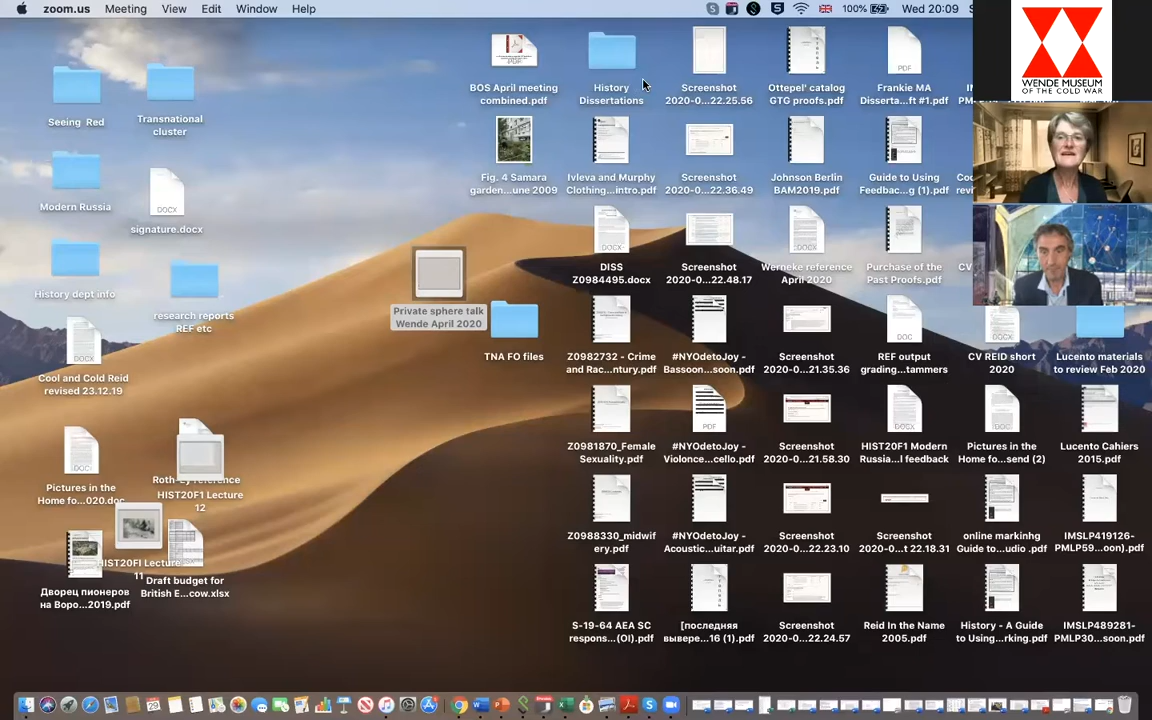 zoom.us Meeting View Edit Window Help
100%
Wed 20:09
WENDE MUSEUM
OF THE COLD WAR
Seeing Red
Transnational
cluster
BOS April meeting
combined.pdf
History
Dissertations
Screenshot
2020-0...22.25.56
Ottepel' catalog
GTG proofs.pdf
Frankie MA
Disserta...ft #1.pdf
Modern Russia
signature.docx
Fig. 4 Samara
garden...une 2009
Ivleva and Murphy
Clothing...intro.pdf
Screenshot
2020-0...22.36.49
Johnson Berlin
BAM2019.pdf
Guide to Using
Feedbac...g (1).pdf
History dept info
research reports
REF etc
Private sphere talk
Wende April 2020
DISS
Z0984495.docx
Screenshot
2020-0...22.48.17
Werneke reference
April 2020
Purchase of the
Past Proofs.pdf
Cool and Cold Reid
revised 23.12.19
TNA FO files
Z0982732 - Crime
and Rac...ntury.pdf
#NYOdetoJoy -
Bassoon...soon.pdf
Screenshot
2020-0...21.35.36
REF output
grading...tammers
CV REID short
2020
Lucento materials
to review Feb 2020
Pictures in the
Home fo...020.doc
HIST20F1 Lecture
12
Z0981870_Female
Sexuality.pdf
#NYOdetoJoy -
Violence...cello.pdf
Screenshot
2020-0...21.58.30
HIST20F1 Modern
Russia...l feedback
Pictures in the
Home fo...send (2)
Lucento Cahiers
2015.pdf
HIST20FI Lecture
11
Z0988330_midwif
ery.pdf
#NYOdetoJoy -
Acoustic...uitar.pdf
Screenshot
2020-0...22.23.10
Screenshot
2020-0...t 22.18.31
online markinhg
Guide to...udio .pdf
IMSLP419126-
PMLP59...oon).pdf
Дворец пионеров
на Воро...2019.pdf
Draft budget for
British E...cow.xlsx
S-19-64 AEA SC
respons...(OI).pdf
[последняя
вывере...16 (1).pdf
Screenshot
2020-0...22.24.57
Reid In the Name
2005.pdf
History - A Guide
to Using...rking.pdf
IMSLP489281-
PMLP30...soon.pdf